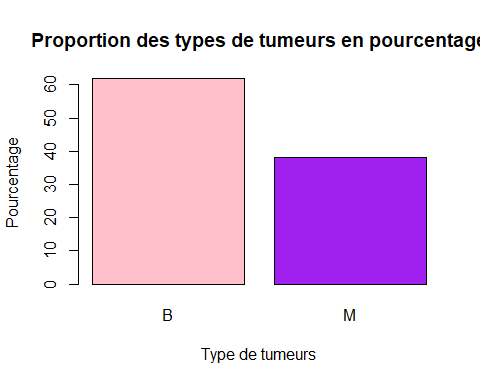 Proportion des types de tumeurs en pourcentage
Pourcentage
60
50
40
30
20
10
0
B M
Type de tumeurs